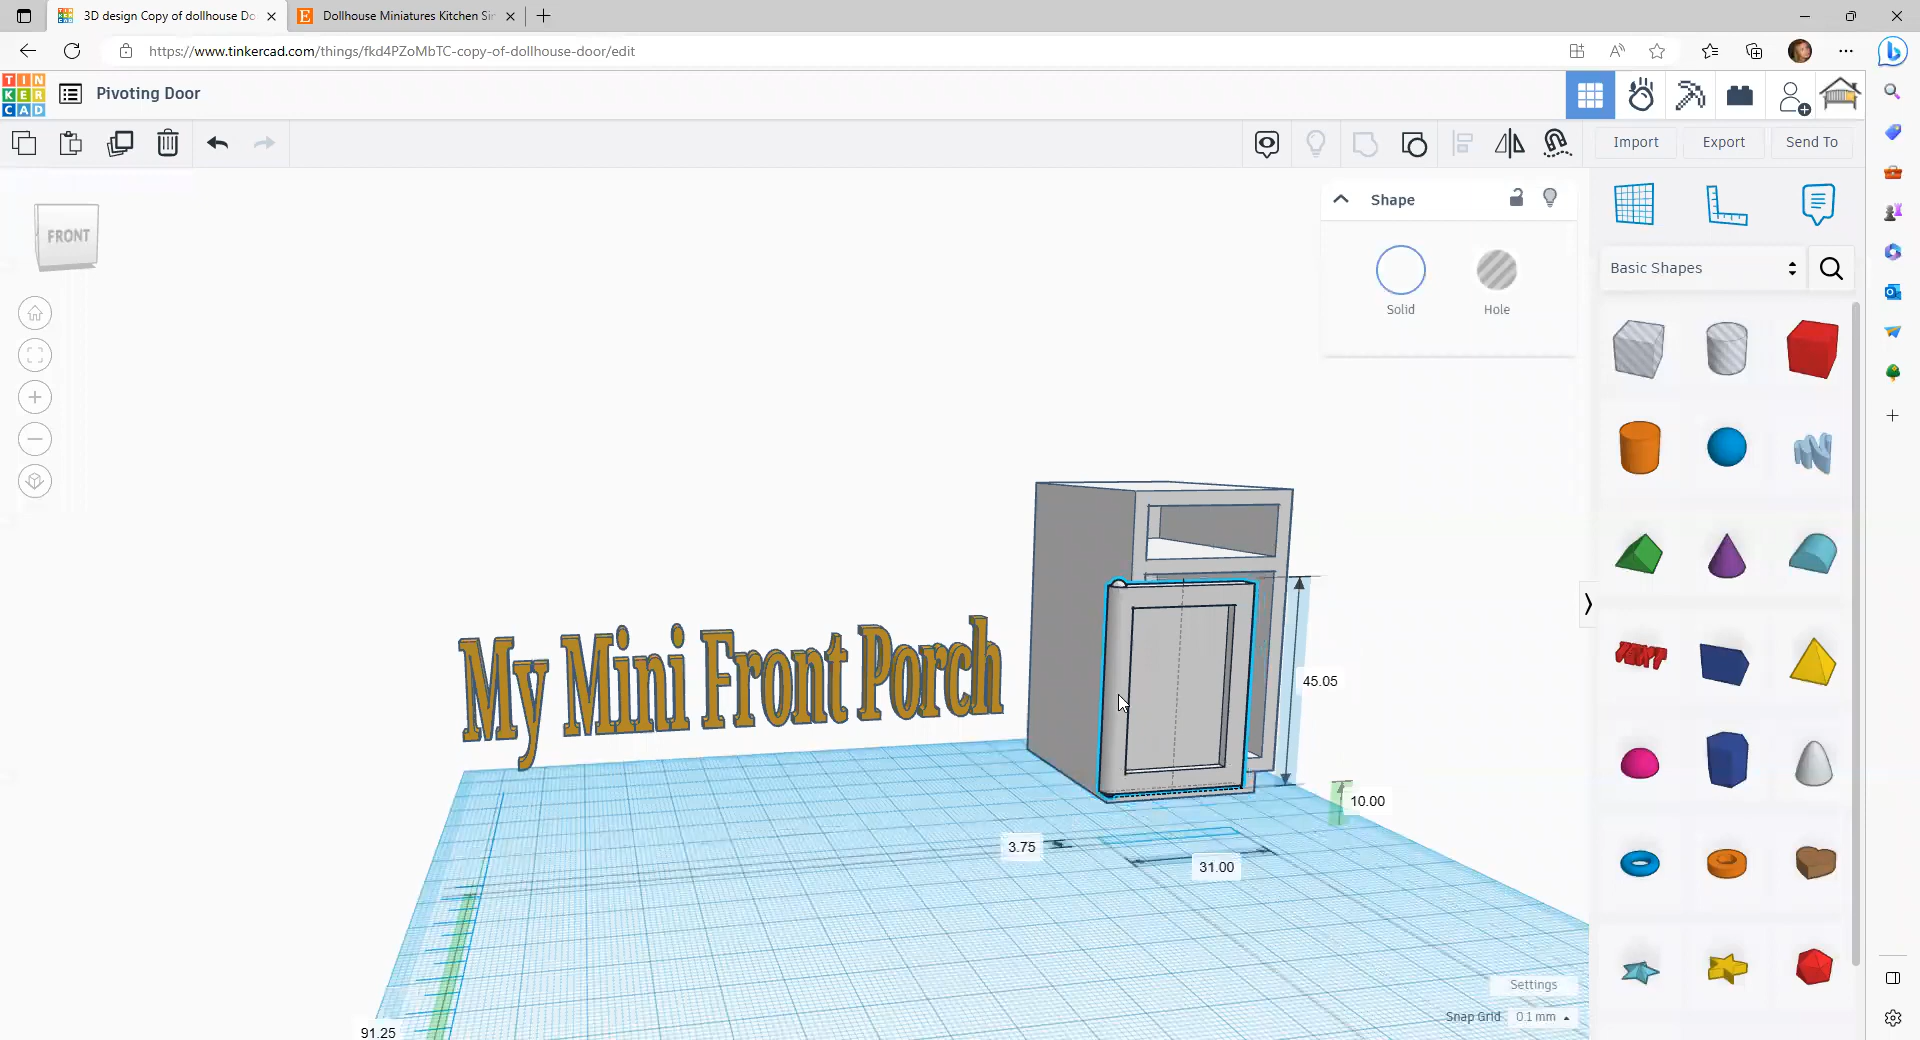 3D design Copy of dollhouse Do
Dollhouse Miniatures Kitchen Sin
https://www.tinkercad.com/things/fkd4PZoMbTC-copy-of-dollhouse-door/edit
TIN
KER
CAD
Pivoting Door
Import
Export
Send To
FRONT
Shape
Solid
Hole
Basic Shapes
TEXT
My Mini Front Porch
45.05
10.00
3.75
31.00
91.25
Settings
Snap Grid 0.1 mm